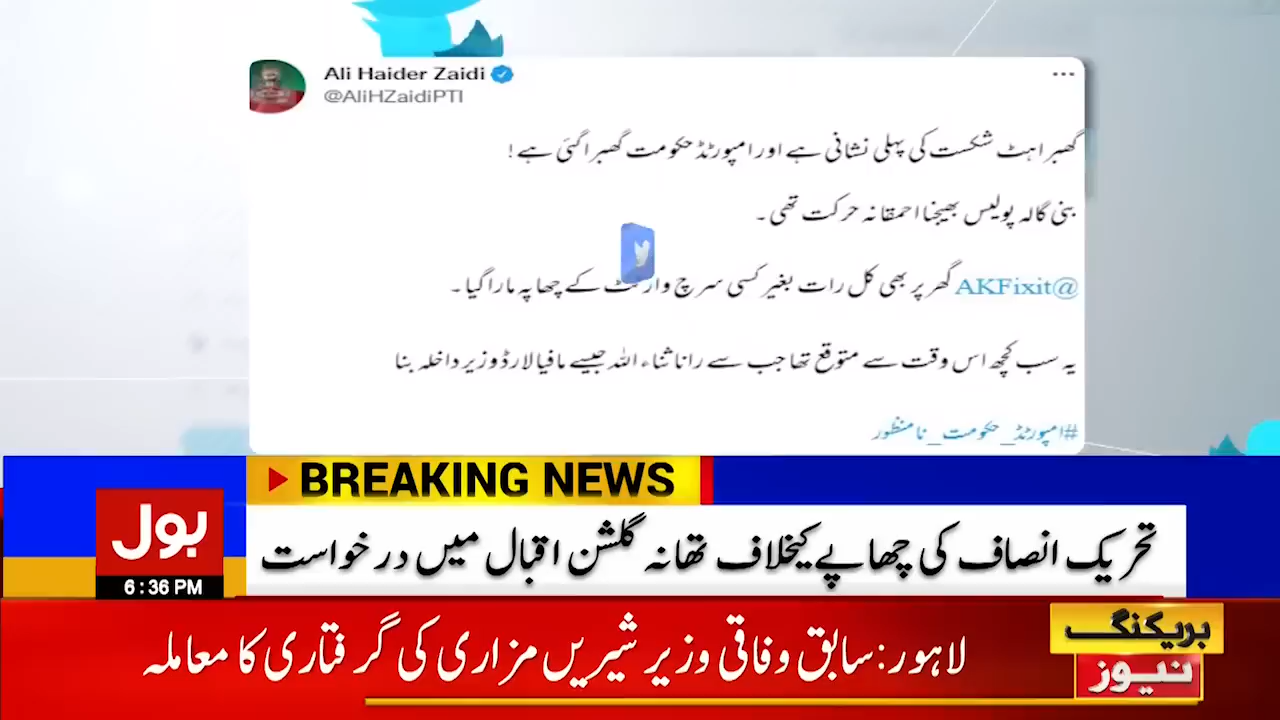 Ali Haider Zaidi
@AliHZaidiPTI
گھبراہٹ شکست کی پہلی نشانی ہے اور امپورٹڈ حکومت گھبرا گئی ہے!
بنی گالہ پولیس بھیجنا احمقانہ حرکت تھی۔
@AKFixit گھر پر بھی کل رات بغیر کسی سرچ وارنٹ کے چھاپہ مارا گیا۔
یہ سب کچھ اس وقت سے متوقع تھا جب سے رانا ثناء اللہ جیسے مافیا لارڈ وزیر داخلہ بنا
#امپورٹڈ_حکومت_نامنظور
BREAKING NEWS
بول
6:36 PM
تحریک انصاف کی چھاپے کیخلاف تھانہ گلشن اقبال میں درخواست
بریکنگ
نیوز
لاہور: سابق وفاقی وزیر شیریں مزاری کی گرفتاری کا معاملہ